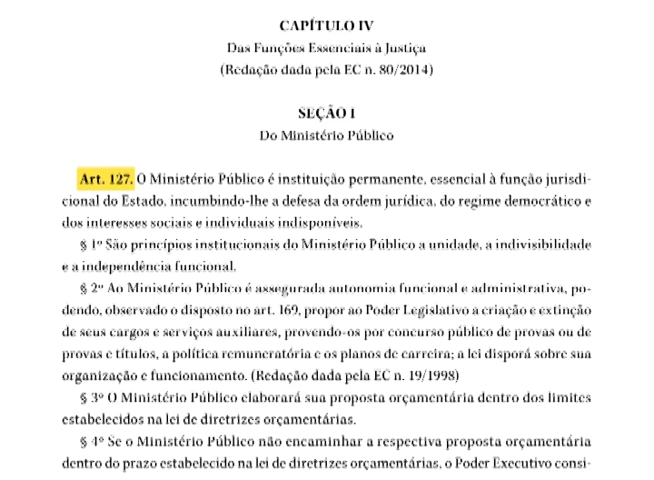 CAPÍTULO IV
Das Funções Essenciais à Justiça
(Redação dada pela EC n. 80/2014)
SEÇÃO I
Do Ministério Público
Art. 127. O Ministério Público é instituição permanente, essencial à função jurisdi-
cional do Estado, incumbindo-lhe a defesa da ordem jurídica, do regime democrático e
dos interesses sociais e individuais indisponíveis.
§ 1º São princípios institucionais do Ministério Público a unidade, a indivisibilidade
e a independência funcional.
§ 2º Ao Ministério Público é assegurada autonomia funcional e administrativa, po-
dendo, observado o disposto no art. 169, propor ao Poder Legislativo a criação e extinção
de seus cargos e serviços auxiliares, provendo-os por concurso público de provas ou de
provas e títulos, a política remuneratória e os planos de carreira; a lei disporá sobre sua
organização e funcionamento. (Redação dada pela EC n. 19/1998)
§ 3º O Ministério Público elaborará sua proposta orçamentária dentro dos limites
estabelecidos na lei de diretrizes orçamentárias.
§ 4º Se o Ministério Público não encaminhar a respectiva proposta orçamentária
dentro do prazo estabelecido na lei de diretrizes orçamentárias, o Poder Executivo consi-